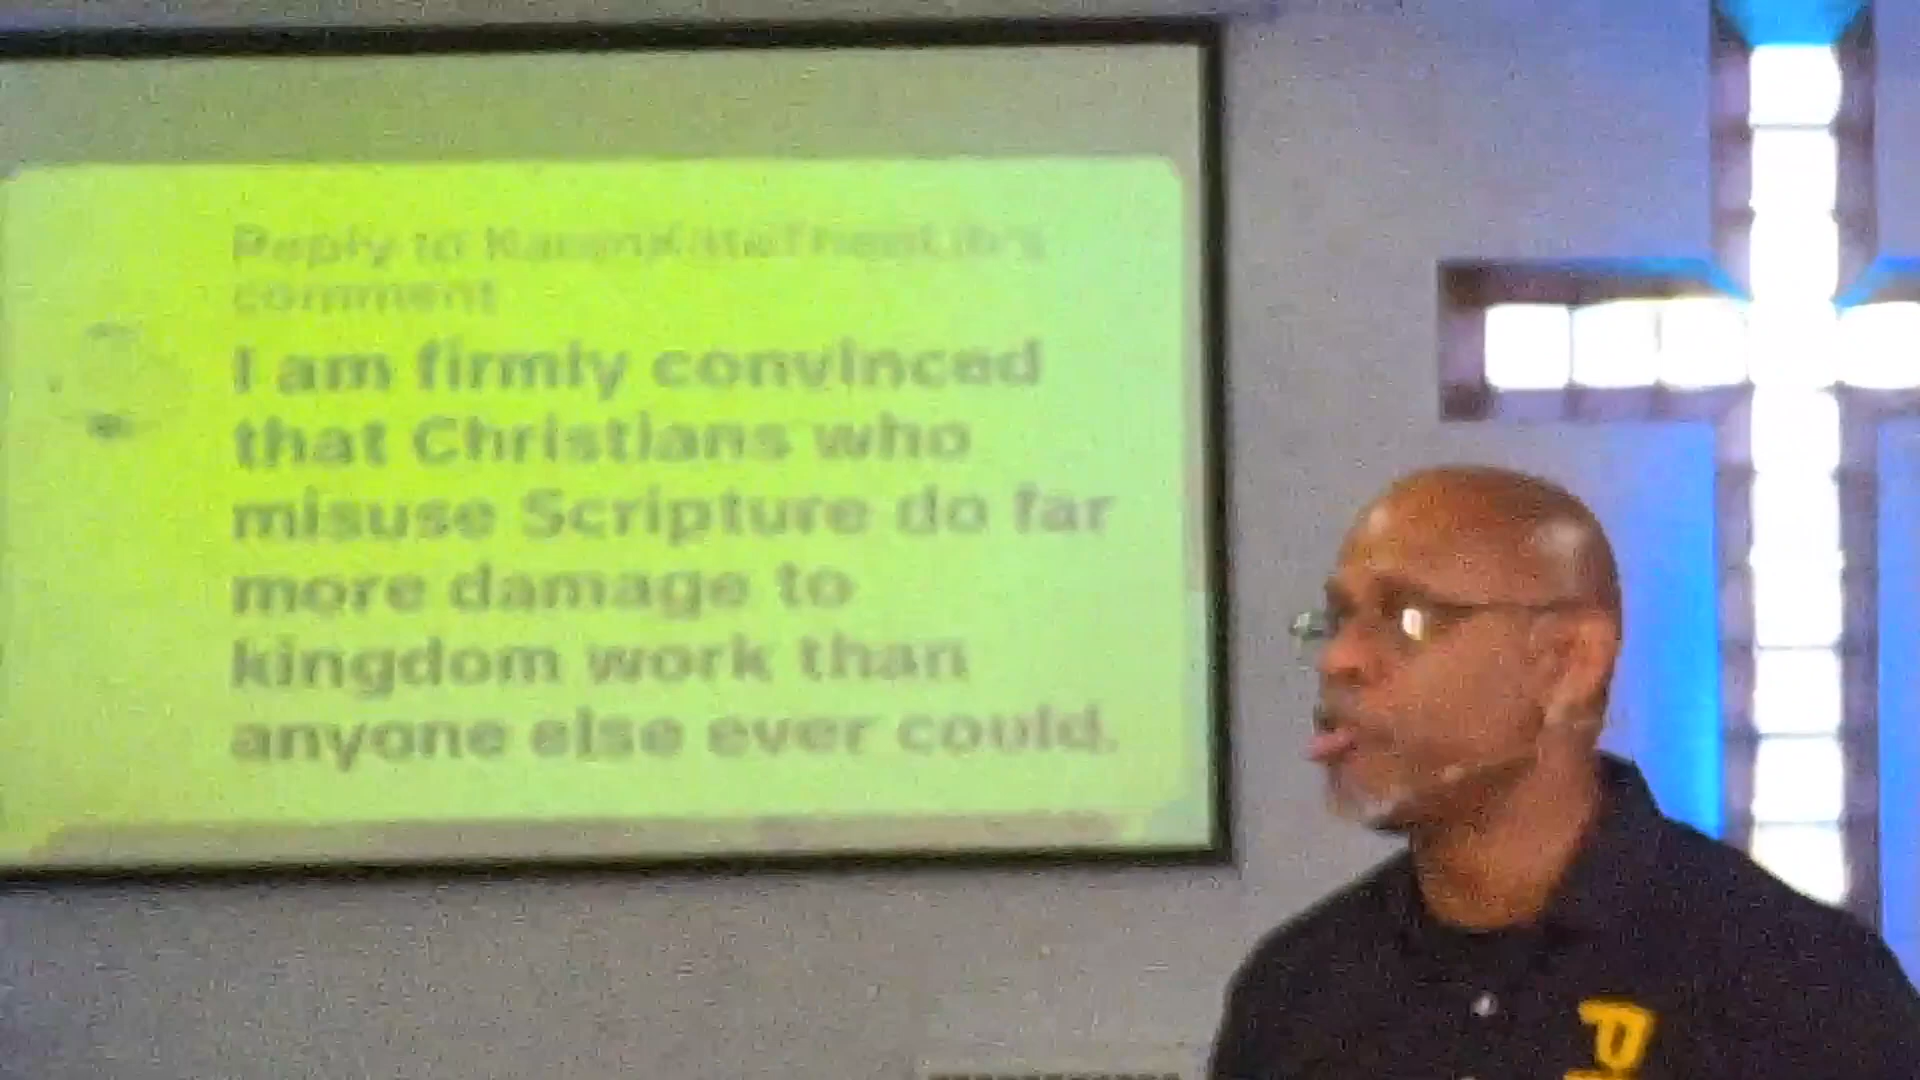 Reply to
comment
I am firmly convinced
that Christians who
misuse Scripture do far
more damage to
kingdom work than
anyone else ever could.